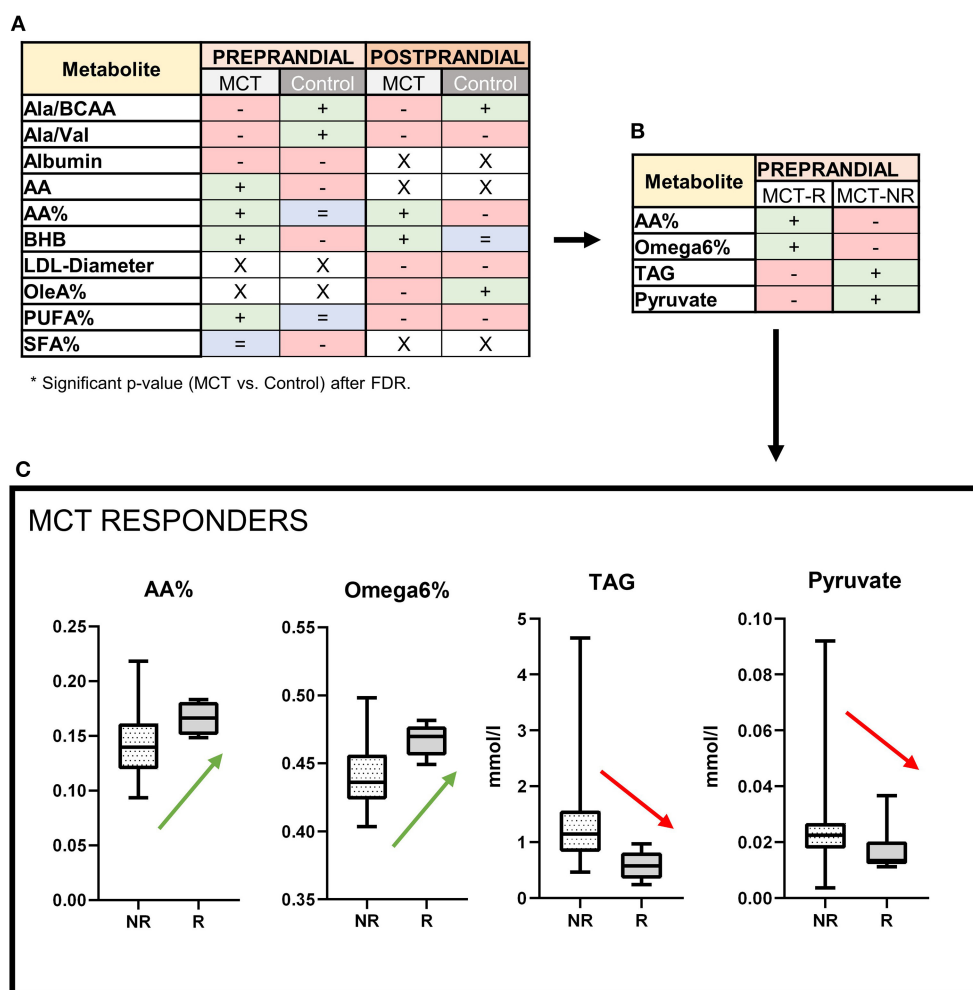 A
Metabolite PREPRANDIAL POSTPRANDIAL
MCT Control MCT Control
Ala/BCAA - + - +
Ala/Val - + - -
Albumin - - X X
AA + - X X
AA% + = + -
BHB + - + =
LDL-Diameter X X - -
OleA% X X - +
PUFA% + = - -
SFA% = - X X
* Significant p-value (MCT vs. Control) after FDR.
B
Metabolite PREPRANDIAL
MCT-R MCT-NR
AA% + -
Omega6% + -
TAG - +
Pyruvate - +
C
MCT RESPONDERS
AA%
0.25
0.20
0.15
0.10
0.05
0.00
NR R
Omega6%
0.55
0.50
0.45
0.40
0.35
NR R
TAG
mmol/l
5
4
3
2
1
0
NR R
Pyruvate
mmol/l
0.10
0.08
0.06
0.04
0.02
0.00
NR R